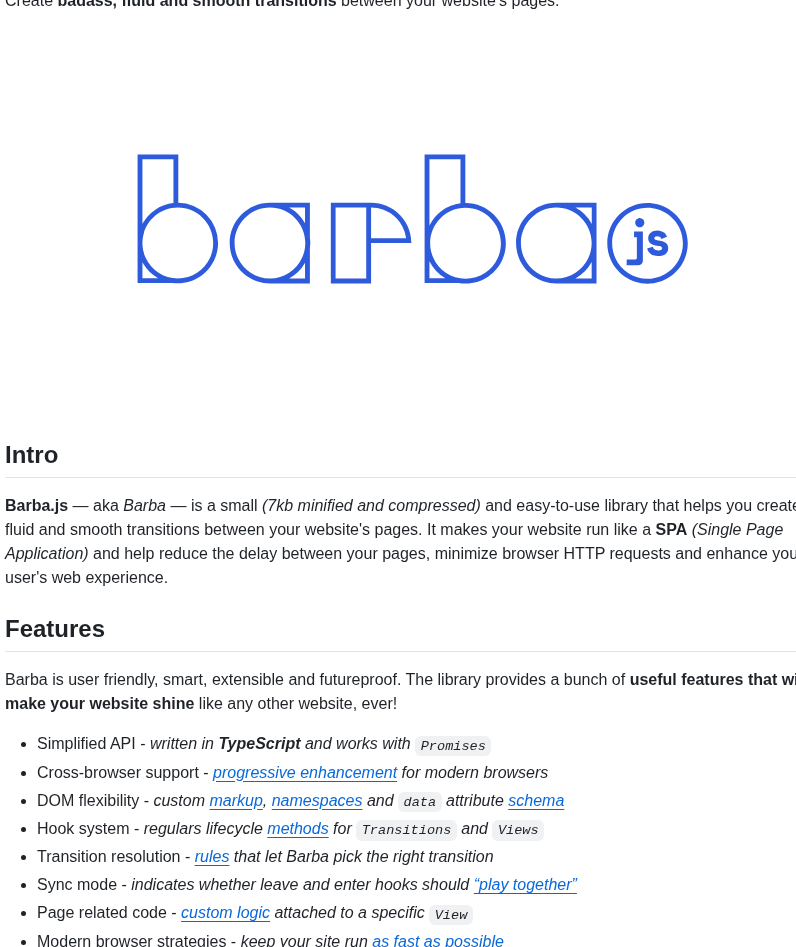 Create badass, fluid and smooth transitions between your website's pages.
barba js
Intro
Barba.js — aka Barba — is a small (7kb minified and compressed) and easy-to-use library that helps you create
fluid and smooth transitions between your website's pages. It makes your website run like a SPA (Single Page
Application) and help reduce the delay between your pages, minimize browser HTTP requests and enhance you
user's web experience.
Features
Barba is user friendly, smart, extensible and futureproof. The library provides a bunch of useful features that wi
make your website shine like any other website, ever!
Simplified API - written in TypeScript and works with Promises
Cross-browser support - progressive enhancement for modern browsers
DOM flexibility - custom markup, namespaces and data attribute schema
Hook system - regulars lifecycle methods for Transitions and Views
Transition resolution - rules that let Barba pick the right transition
Sync mode - indicates whether leave and enter hooks should “play together”
Page related code - custom logic attached to a specific View
Modern browser strategies - keep your site run as fast as possible